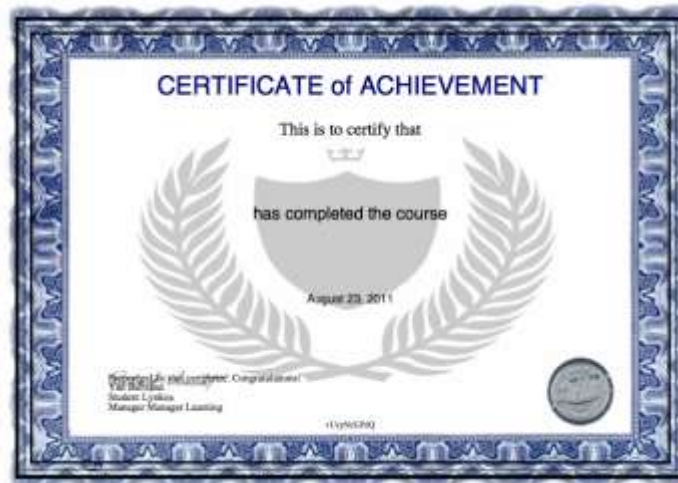 CERTIFICATE of ACHIEVEMENT
This is to certify that
has completed the course
August 23, 2011
Congratulations!
Student
Manager Manager Learning